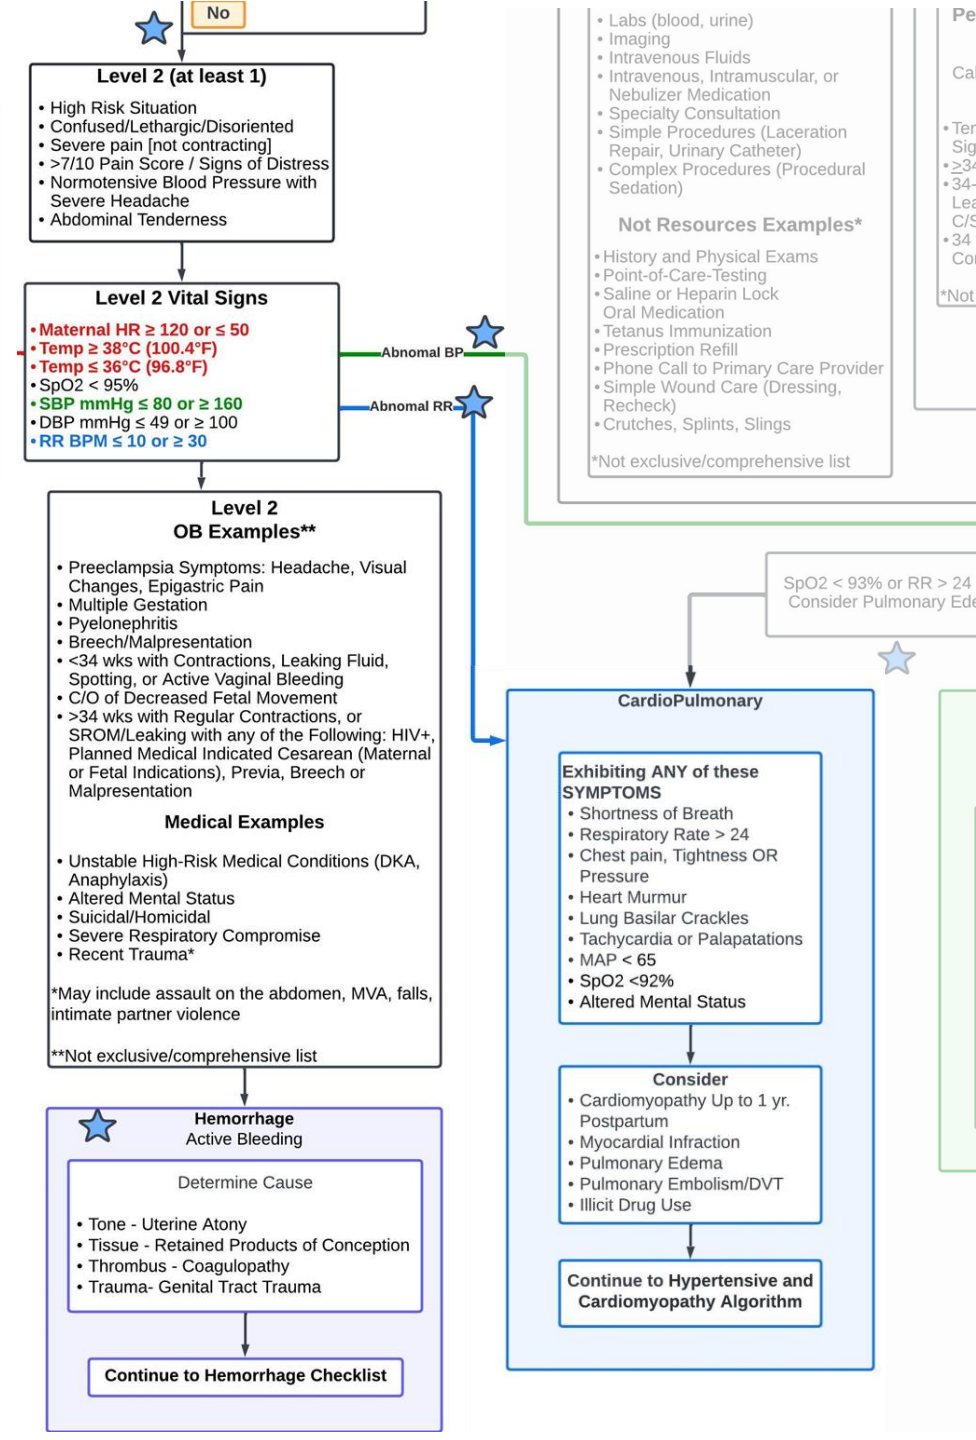 No
Level 2 (at least 1)
• High Risk Situation
• Confused/Lethargic/Disoriented
• Severe pain [not contracting]
• >7/10 Pain Score / Signs of Distress
• Normotensive Blood Pressure with
Severe Headache
• Abdominal Tenderness
Level 2 Vital Signs
• Maternal HR ≥ 120 or ≤ 50
• Temp ≥ 38°C (100.4°F)
• Temp ≤ 36°C (96.8°F)
• SpO2 < 95%
• SBP mmHg ≤ 80 or ≥ 160
• DBP mmHg ≤ 49 or ≥ 100
• RR BPM ≤ 10 or ≥ 30
Abnomal BP
Abnomal RR
Level 2
OB Examples**
• Preeclampsia Symptoms: Headache, Visual
Changes, Epigastric Pain
• Multiple Gestation
• Pyelonephritis
• Breech/Malpresentation
• <34 wks with Contractions, Leaking Fluid,
Spotting, or Active Vaginal Bleeding
• C/O of Decreased Fetal Movement
• >34 wks with Regular Contractions, or
SROM/Leaking with any of the Following: HIV+,
Planned Medical Indicated Cesarean (Maternal
or Fetal Indications), Previa, Breech or
Malpresentation
Medical Examples
• Unstable High-Risk Medical Conditions (DKA,
Anaphylaxis)
• Altered Mental Status
• Suicidal/Homicidal
• Severe Respiratory Compromise
• Recent Trauma*
*May include assault on the abdomen, MVA, falls,
intimate partner violence
**Not exclusive/comprehensive list
Hemorrhage
Active Bleeding
Determine Cause
• Tone - Uterine Atony
• Tissue - Retained Products of Conception
• Thrombus - Coagulopathy
• Trauma- Genital Tract Trauma
Continue to Hemorrhage Checklist
• Labs (blood, urine)
• Imaging
• Intravenous Fluids
• Intravenous, Intramuscular, or
Nebulizer Medication
• Specialty Consultation
• Simple Procedures (Laceration
Repair, Urinary Catheter)
• Complex Procedures (Procedural
Sedation)
Not Resources Examples*
• History and Physical Exams
• Point-of-Care-Testing
• Saline or Heparin Lock
Oral Medication
• Tetanus Immunization
• Prescription Refill
• Phone Call to Primary Care Provider
• Simple Wound Care (Dressing,
Recheck)
• Crutches, Splints, Slings
*Not exclusive/comprehensive list
• ≥34
34-
C/S
• 34
*Not
SpO2 < 93% or RR > 24
Consider Pulmonary
CardioPulmonary
Exhibiting ANY of these
SYMPTOMS
• Shortness of Breath
• Respiratory Rate > 24
• Chest pain, Tightness OR
Pressure
• Heart Murmur
• Lung Basilar Crackles
• Tachycardia or Palapatations
• MAP < 65
• SpO2 <92%
• Altered Mental Status
Consider
• Cardiomyopathy Up to 1 yr.
Postpartum
• Myocardial Infraction
• Pulmonary Edema
• Pulmonary Embolism/DVT
• Illicit Drug Use
Continue to Hypertensive and
Cardiomyopathy Algorithm